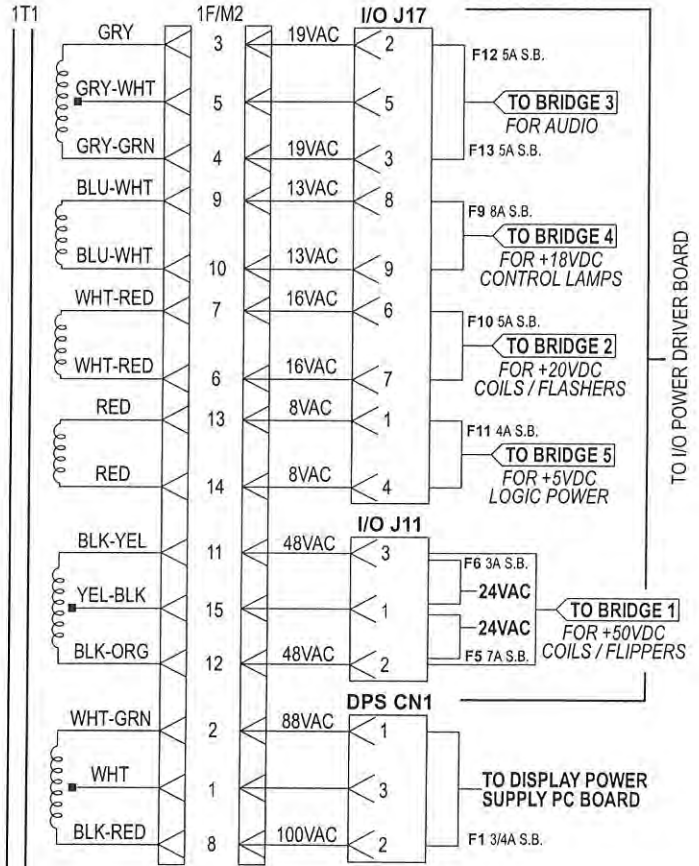 1T1 1F/M2 I/O J17
GRY 3 19VAC 2
F12 5A S.B.
GRY-WHT 5 5
TO BRIDGE 3
FOR AUDIO
GRY-GRN 4 19VAC 3
F13 5A S.B.
BLU-WHT 9 13VAC 8
F9 8A S.B.
TO BRIDGE 4
FOR +18VDC
CONTROL LAMPS
BLU-WHT 10 13VAC 9
WHT-RED 7 16VAC 6
F10 5A S.B.
TO BRIDGE 2
FOR +20VDC
COILS / FLASHERS
WHT-RED 6 16VAC 7
RED 13 8VAC 1
F11 4A S.B.
TO BRIDGE 5
FOR +5VDC
LOGIC POWER
RED 14 8VAC 4
TO I/O POWER DRIVER BOARD
I/O J11
BLK-YEL 11 48VAC 3
F6 3A S.B.
24VAC
YEL-BLK 15 1
TO BRIDGE 1
FOR +50VDC
COILS / FLIPPERS
24VAC
F5 7A S.B.
BLK-ORG 12 48VAC 2
DPS CN1
WHT-GRN 2 88VAC 1
WHT 1 3
TO DISPLAY POWER
SUPPLY PC BOARD
BLK-RED 8 100VAC 2
F1 3/4A S.B.